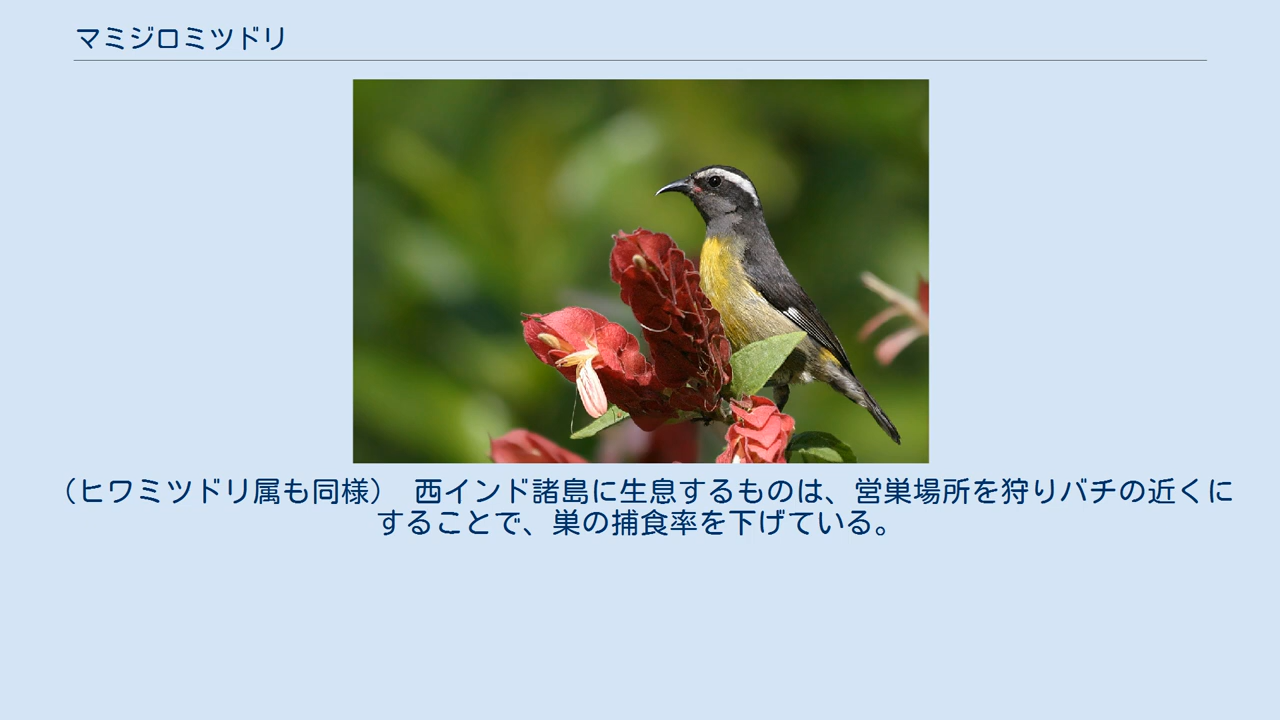 マミジロミツドリ
（ヒワミツドリ属も同様）　西インド諸島に生息するものは、営巣場所を狩りバチの近くに
することで、巣の捕食率を下げている。